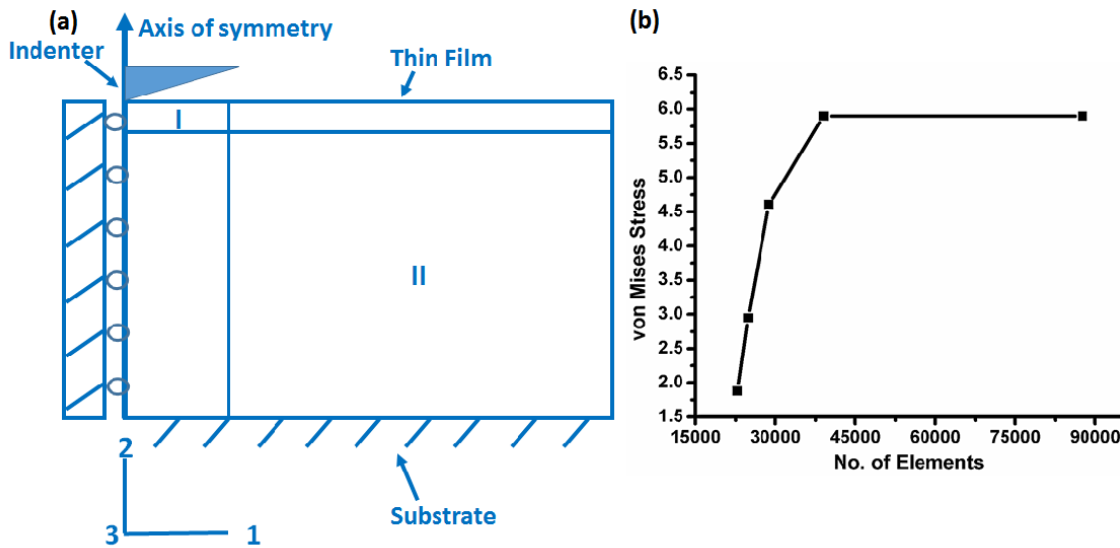 (a)
Axis of symmetry
Indenter
Thin Film
I
II
2
3
1
Substrate
(b)
von Mises Stress
6.5
6.0
5.5
5.0
4.5
4.0
3.5
3.0
2.5
2.0
1.5
15000 30000 45000 60000 75000 90000
No. of Elements